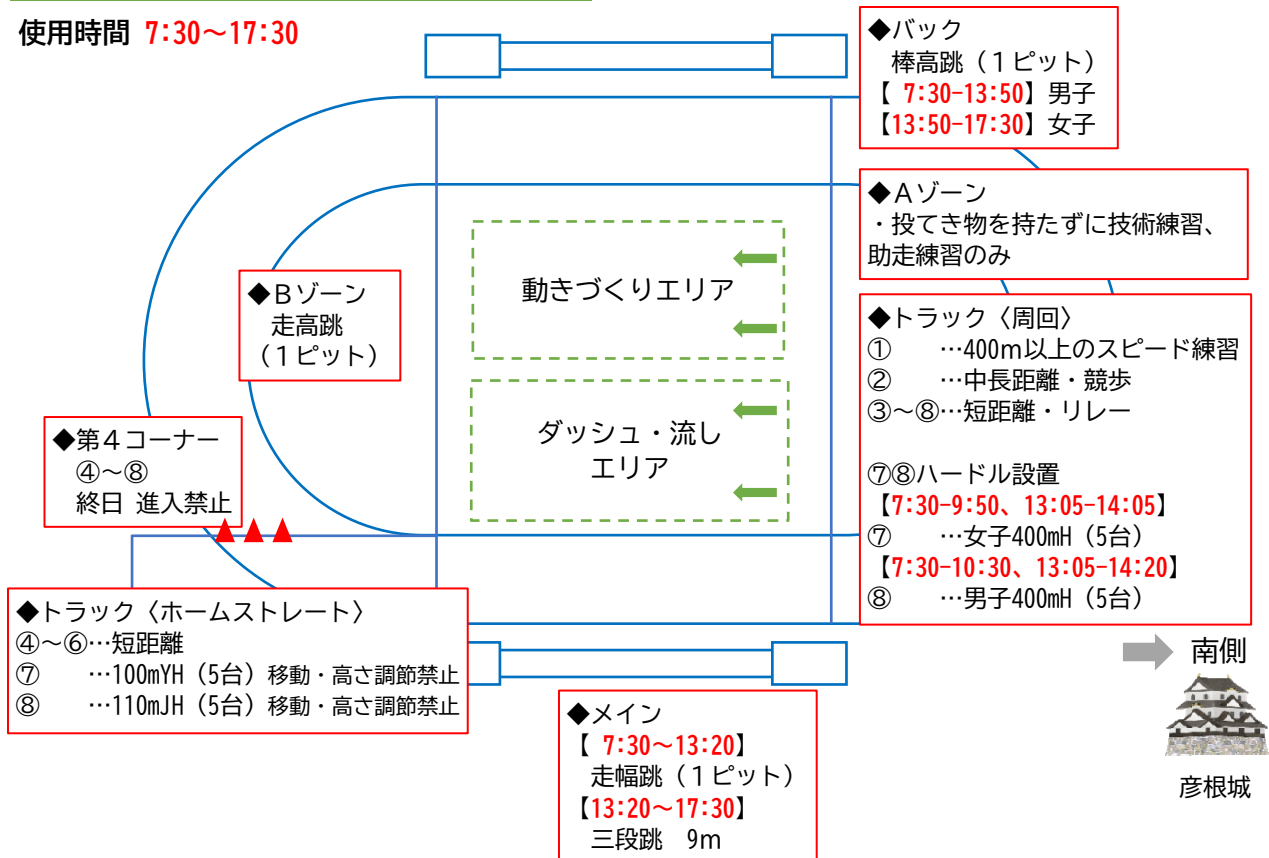 使用時間 7:30～17:30
◆バック
棒高跳（１ピット）
【 7:30-13:50】男子
【13:50-17:30】女子
◆Ａゾーン
・投てき物を持たずに技術練習、
助走練習のみ
動きづくりエリア
◆Ｂゾーン
走高跳
（１ピット）
◆トラック〈周回〉
①　　…400m以上のスピード練習
②　　…中長距離・競歩
③～⑧…短距離・リレー
⑦⑧ハードル設置
【7:30-9:50、13:05-14:05】
⑦　　…女子400mH（5台）
【7:30-10:30、13:05-14:20】
⑧　　…男子400mH（5台）
ダッシュ・流し
エリア
◆第４コーナー
④～⑧
終日 進入禁止
◆トラック〈ホームストレート〉
④～⑥…短距離
⑦　　…100mYH（5台）移動・高さ調節禁止
⑧　　…110mJH（5台）移動・高さ調節禁止
南側
彦根城
◆メイン
【 7:30～13:20】
走幅跳（１ピット）
【13:20～17:30】
三段跳　9m